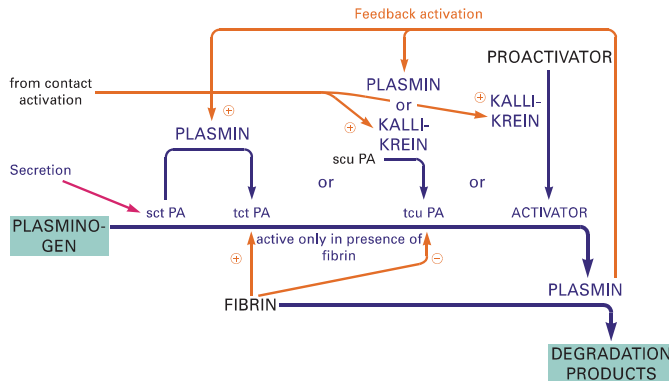 Feedback activation
PROACTIVATOR
from contact
activation
PLASMIN
or
KALLI-
KREIN
⊕
KALLI-
KREIN
⊕
PLASMIN
⊕
scu PA
Secretion
or
or
sct PA
tct PA
tcu PA
ACTIVATOR
PLASMINO-
GEN
active only in presence of
fibrin
⊕
⊖
PLASMIN
FIBRIN
DEGRADATION
PRODUCTS